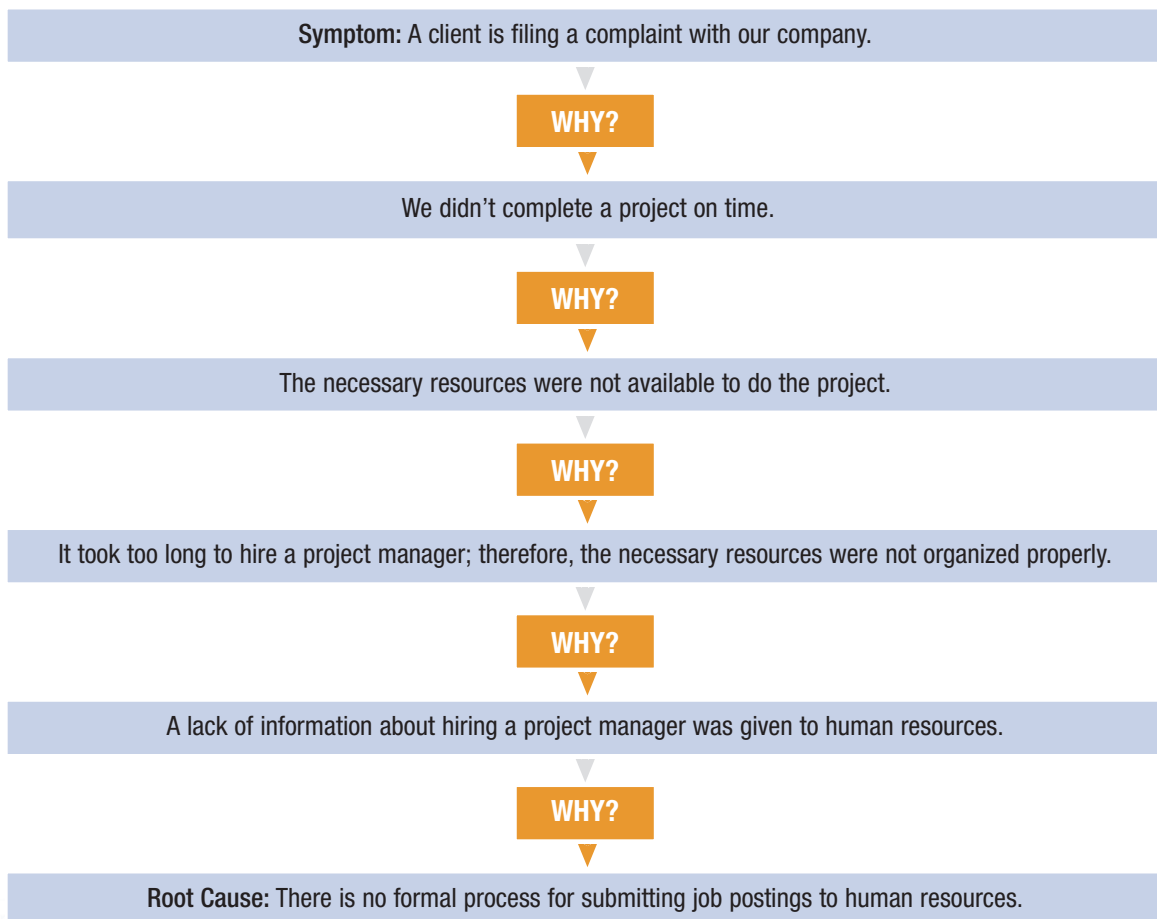 Symptom: A client is filing a complaint with our company.
WHY?
We didn’t complete a project on time.
WHY?
The necessary resources were not available to do the project.
WHY?
It took too long to hire a project manager; therefore, the necessary resources were not organized properly.
WHY?
A lack of information about hiring a project manager was given to human resources.
WHY?
Root Cause: There is no formal process for submitting job postings to human resources.